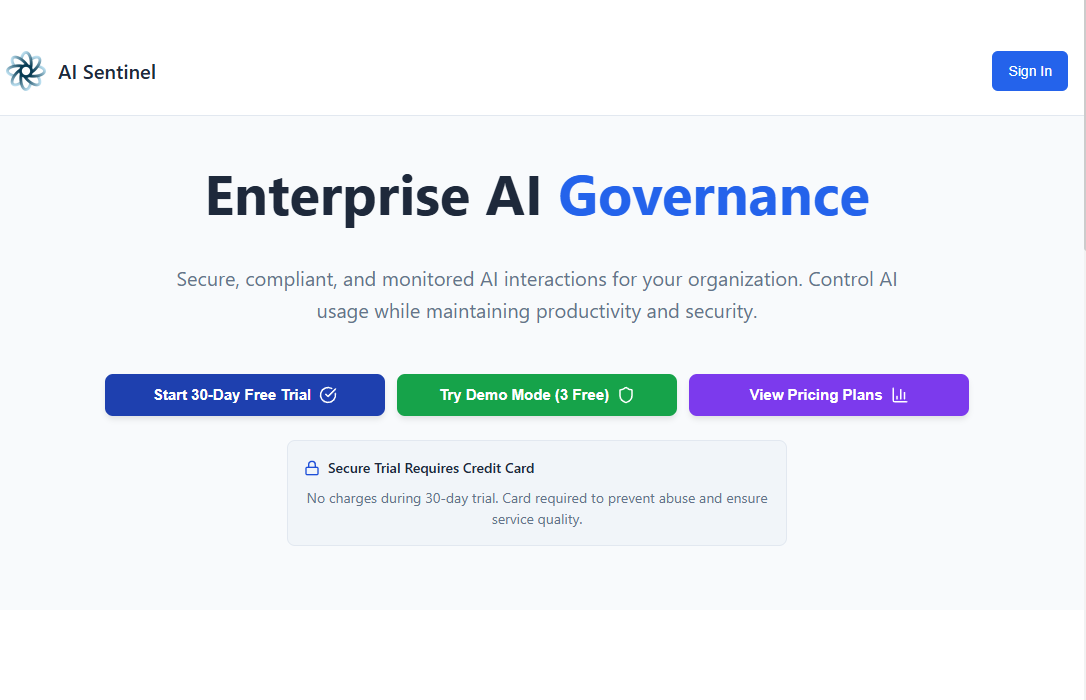 AI Sentinel
Sign In
Enterprise AI Governance
Secure, compliant, and monitored AI interactions for your organization. Control AI
usage while maintaining productivity and security.
Start 30-Day Free Trial
Try Demo Mode (3 Free)
View Pricing Plans
Secure Trial Requires Credit Card
No charges during 30-day trial. Card required to prevent abuse and ensure
service quality.